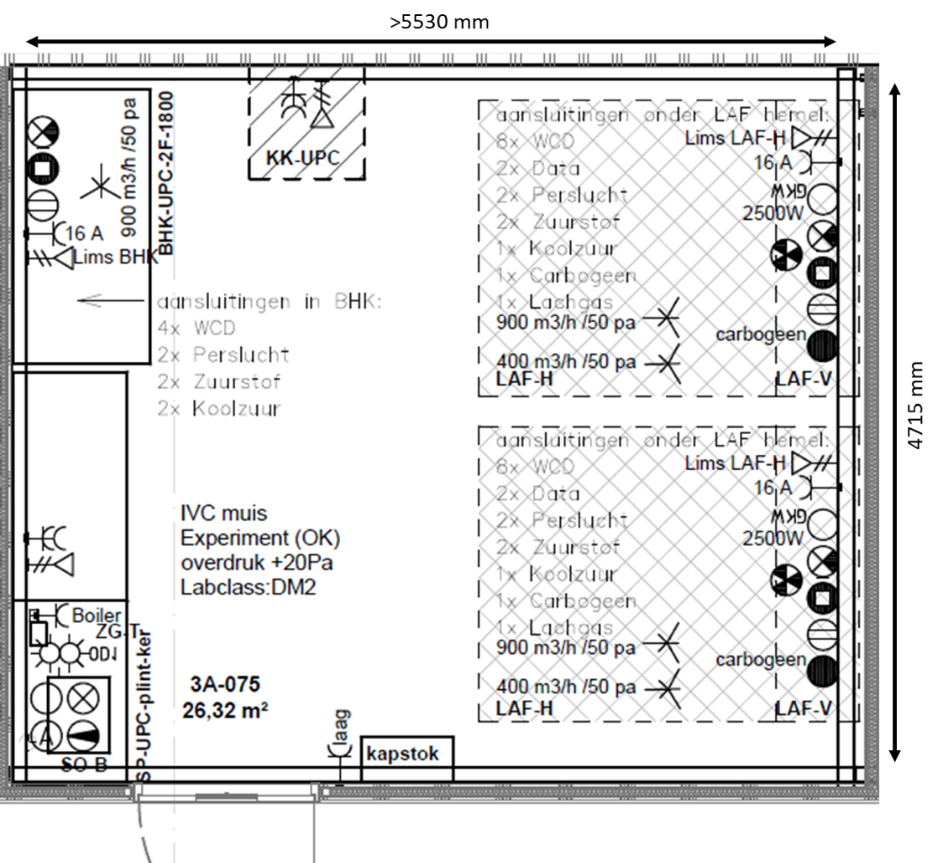 >5530 mm
4715 mm
900 m3/h /50 pa
BHK-UPC-2F-1800
16 A
Lims BHK
KK-UPC
aansluitingen in BHK:
4x WCD
2x Perslucht
2x Zuurstof
2x Koolzuur
aansluitingen onder LAF hemel:
8x WCD
2x Data
2x Perslucht
2x Zuurstof
1x Koolzuur
1x Carbogeen
1x Lachgas
900 m3/h /50 pa
400 m3/h /50 pa
LAF-H
Lims LAF-H
16 A
GKW
2500W
carbogeen
LAF-V
aansluitingen onder LAF hemel:
8x WCD
2x Data
2x Perslucht
2x Zuurstof
1x Koolzuur
1x Carbogeen
1x Lachgas
900 m3/h /50 pa
400 m3/h /50 pa
LAF-H
Lims LAF-H
16 A
GKW
2500W
carbogeen
LAF-V
IVC muis
Experiment (OK)
overdruk +20Pa
Labclass:DM2
Boiler
ZG-T
SP-UPC-plint-ker
A
SO-B
3A-075
26,32 m²
laag
kapstok